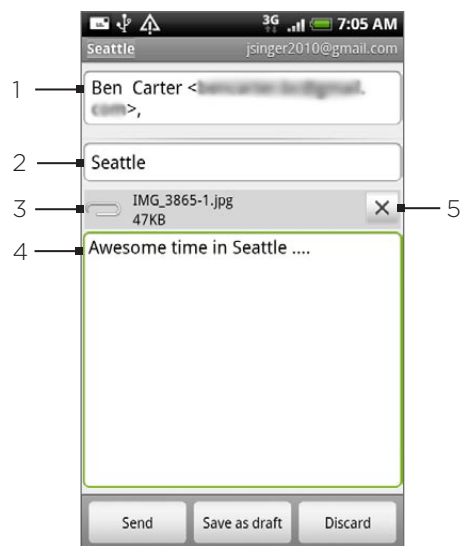 3G 7:05 AM
Seattle jsinger2010@gmail.com
1
Ben Carter <
>,
2
Seattle
3
IMG_3865-1.jpg
47KB
5
4
Awesome time in Seattle ....
Send Save as draft Discard